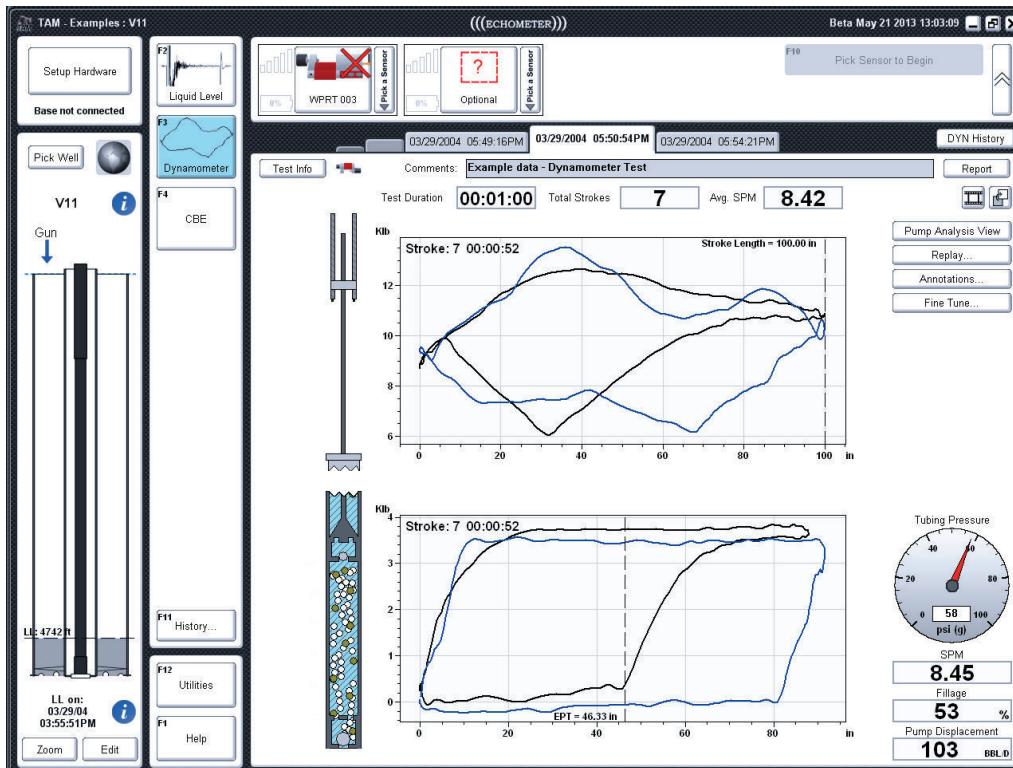 TAM - Examples : V11
(((ECHOMETER)))
Beta May 21 2013 13:03:09
Setup Hardware
Base not connected
Pick Well
V11
Gun
LL: 4742 ft
LL on:
03/29/04
03:55:51PM
Zoom
Edit
F2
Liquid Level
F3
Dynamometer
F4
CBE
F11
History...
F12
Utilities
F1
Help
0%
WPRT 003
Pick a Sensor
0%
?
Optional
Pick a Sensor
F10
Pick Sensor to Begin
03/29/2004 05:49:16PM
03/29/2004 05:50:54PM
03/29/2004 05:54:21PM
DYN History
Test Info
Comments: Example data - Dynamometer Test
Report
Test Duration 00:01:00 Total Strokes 7 Avg. SPM 8.42
Pump Analysis View
Replay...
Annotations...
Fine Tune...
Klb
Stroke: 7 00:00:52
Stroke Length = 100.00 in
12
10
8
6
0 20 40 60 80 100 in
Klb
Stroke: 7 00:00:52
4
3
2
1
0
EPT = 46.33 in
0 20 40 60 80 in
Tubing Pressure
0 20 40 60 80 100
58
psi (g)
SPM
8.45
Fillage
53 %
Pump Displacement
103 BBL/D